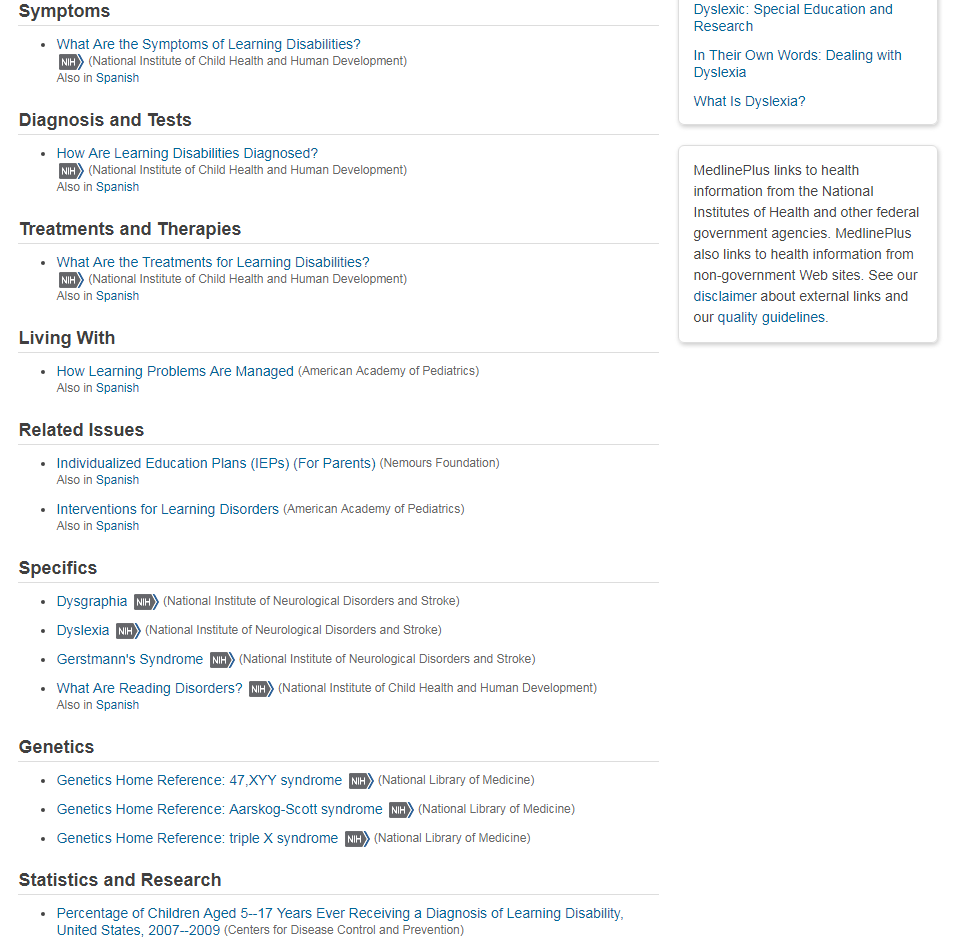 Symptoms
What Are the Symptoms of Learning Disabilities?
NIH (National Institute of Child Health and Human Development)
Also in Spanish
Diagnosis and Tests
How Are Learning Disabilities Diagnosed?
NIH (National Institute of Child Health and Human Development)
Also in Spanish
Treatments and Therapies
What Are the Treatments for Learning Disabilities?
NIH (National Institute of Child Health and Human Development)
Also in Spanish
Living With
How Learning Problems Are Managed (American Academy of Pediatrics)
Also in Spanish
Related Issues
Individualized Education Plans (IEPs) (For Parents) (Nemours Foundation)
Also in Spanish
Interventions for Learning Disorders (American Academy of Pediatrics)
Also in Spanish
Specifics
Dysgraphia NIH (National Institute of Neurological Disorders and Stroke)
Dyslexia NIH (National Institute of Neurological Disorders and Stroke)
Gerstmann's Syndrome NIH (National Institute of Neurological Disorders and Stroke)
What Are Reading Disorders? NIH (National Institute of Child Health and Human Development)
Also in Spanish
Genetics
Genetics Home Reference: 47,XYY syndrome NIH (National Library of Medicine)
Genetics Home Reference: Aarskog-Scott syndrome NIH (National Library of Medicine)
Genetics Home Reference: triple X syndrome NIH (National Library of Medicine)
Statistics and Research
Percentage of Children Aged 5--17 Years Ever Receiving a Diagnosis of Learning Disability,
United States, 2007--2009 (Centers for Disease Control and Prevention)
Dyslexic: Special Education and
Research
In Their Own Words: Dealing with
Dyslexia
What Is Dyslexia?
MedlinePlus links to health
information from the National
Institutes of Health and other federal
government agencies. MedlinePlus
also links to health information from
non-government Web sites. See our
disclaimer about external links and
our quality guidelines.